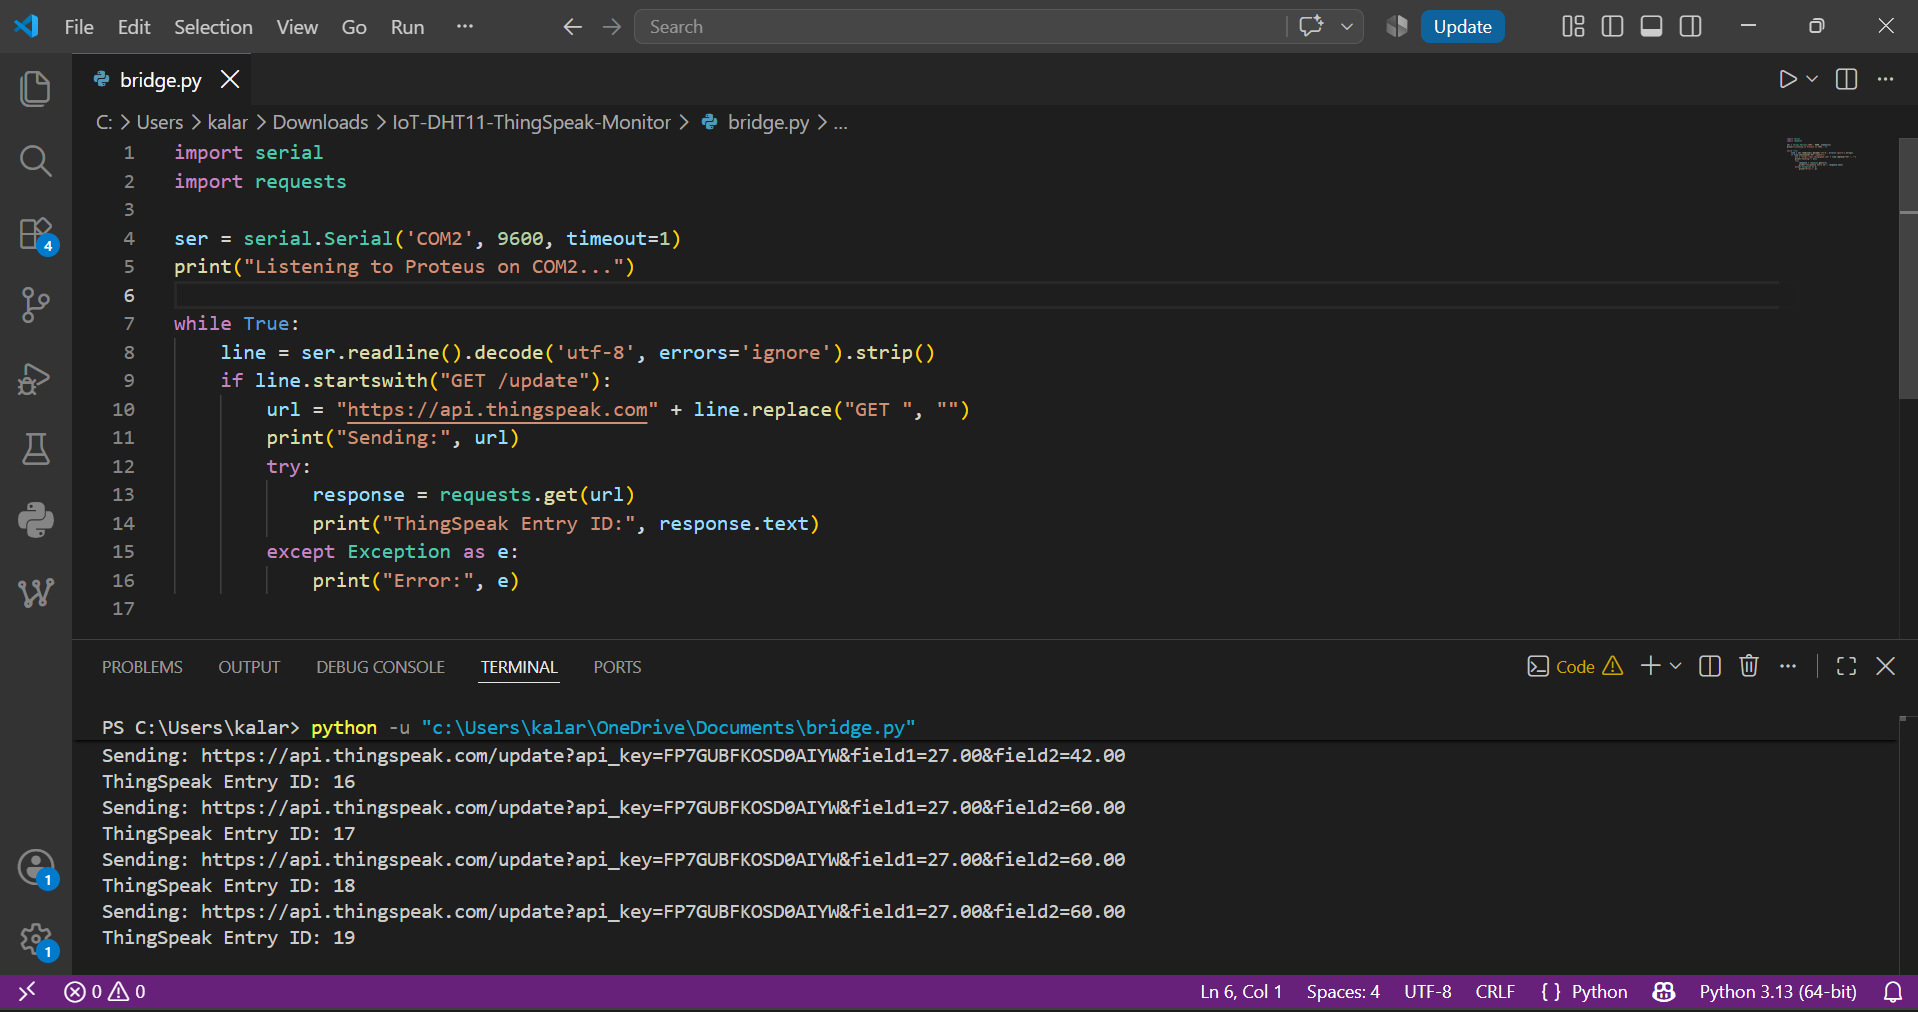 File Edit Selection View Go Run ··· Search Update
bridge.py
C: > Users > kalar > Downloads > IoT-DHT11-ThingSpeak-Monitor > bridge.py > ...
1 import serial
2 import requests
3
4 ser = serial.Serial('COM2', 9600, timeout=1)
5 print("Listening to Proteus on COM2...")
6
7 while True:
8 line = ser.readline().decode('utf-8', errors='ignore').strip()
9 if line.startswith("GET /update"):
10 url = "https://api.thingspeak.com" + line.replace("GET ", "")
11 print("Sending:", url)
12 try:
13 response = requests.get(url)
14 print("ThingSpeak Entry ID:", response.text)
15 except Exception as e:
16 print("Error:", e)
17
4
1
1
PROBLEMS OUTPUT DEBUG CONSOLE TERMINAL PORTS Code
PS C:\Users\kalar> python -u "c:\Users\kalar\OneDrive\Documents\bridge.py"
Sending: https://api.thingspeak.com/update?api_key=FP7GUBFKOSD0AIYW&field1=27.00&field2=42.00
ThingSpeak Entry ID: 16
Sending: https://api.thingspeak.com/update?api_key=FP7GUBFKOSD0AIYW&field1=27.00&field2=60.00
ThingSpeak Entry ID: 17
Sending: https://api.thingspeak.com/update?api_key=FP7GUBFKOSD0AIYW&field1=27.00&field2=60.00
ThingSpeak Entry ID: 18
Sending: https://api.thingspeak.com/update?api_key=FP7GUBFKOSD0AIYW&field1=27.00&field2=60.00
ThingSpeak Entry ID: 19
0 0 Ln 6, Col 1 Spaces: 4 UTF-8 CRLF { } Python Python 3.13 (64-bit)